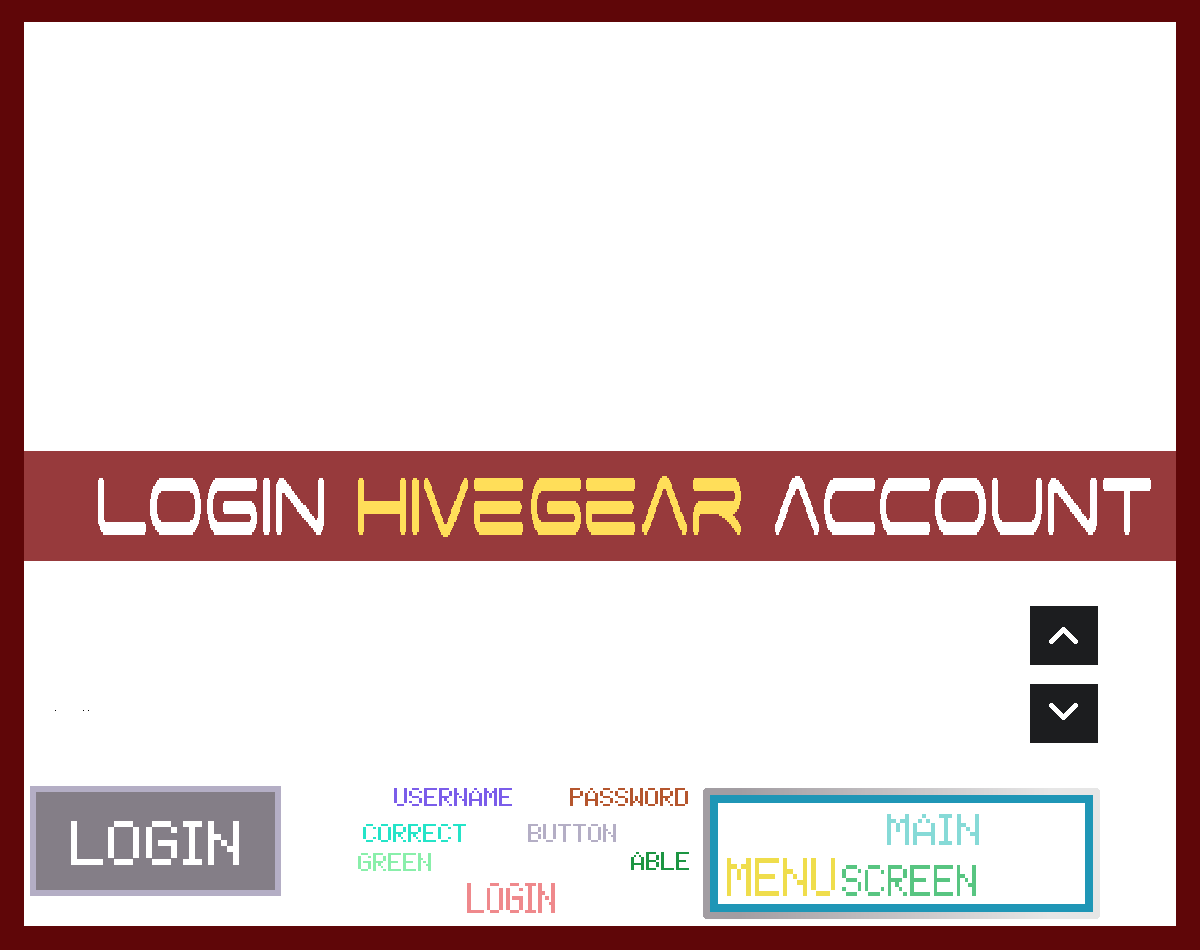 LOGIN HIVEGEAR ACCOUNT
LOGIN
USERNAME PASSWORD
CORRECT BUTTON
GREEN ABLE
LOGIN
MAIN
MENU SCREEN